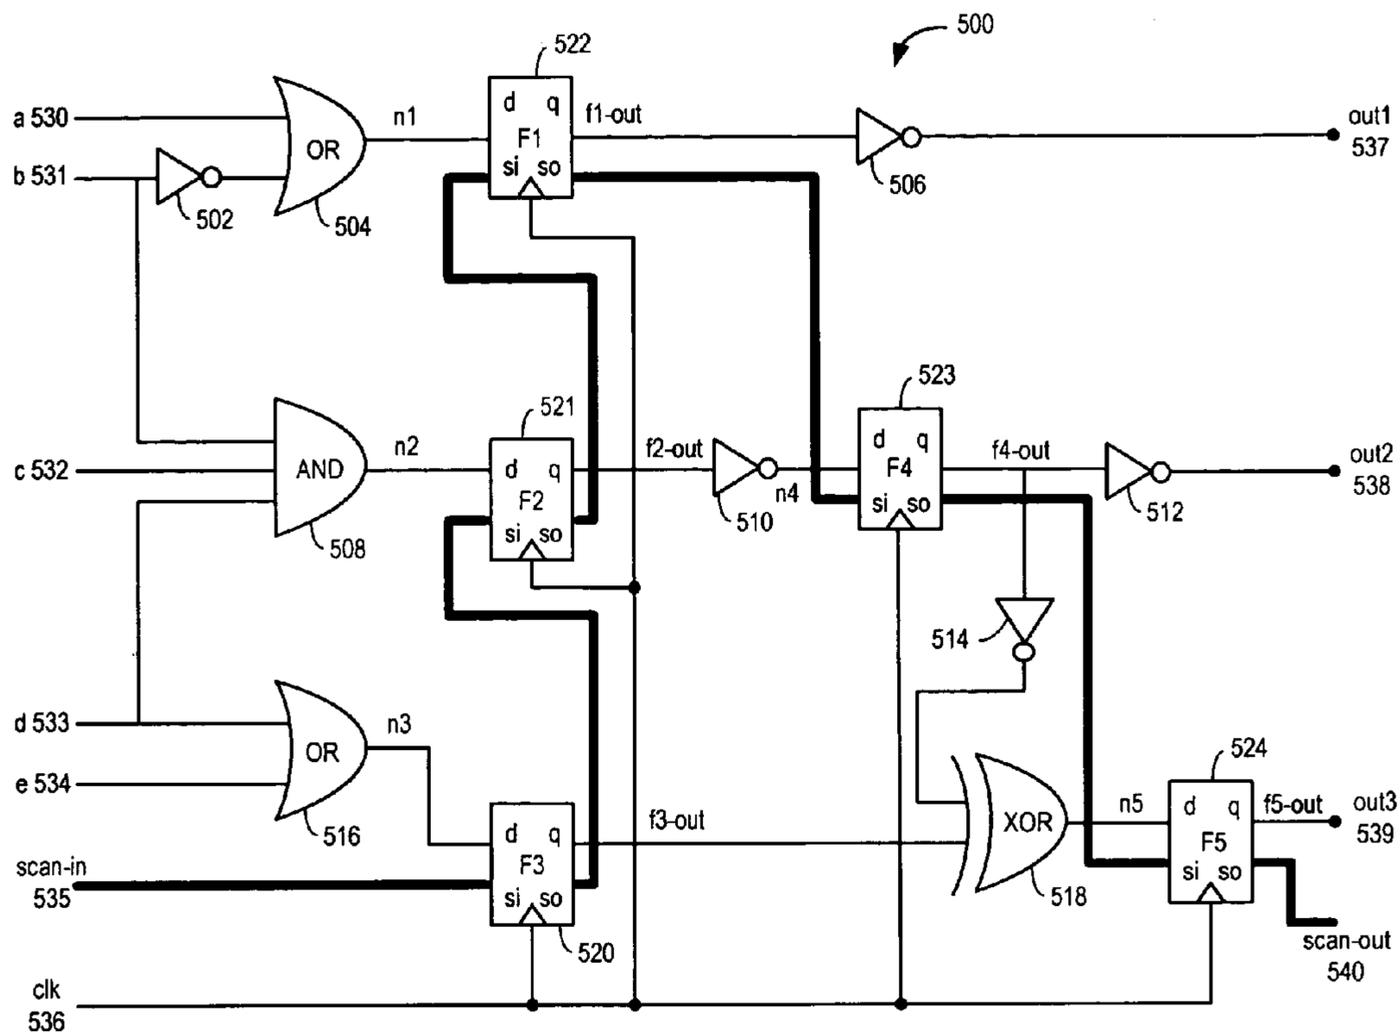 500
522
a 530
n1
d q
F1
si so
f1-out
out1
537
OR
b 531
502
504
506
523
521
c 532
AND
n2
d q
F2
si so
f2-out
n4
510
d q
F4
si so
f4-out
out2
538
512
508
514
d 533
n3
OR
e 534
516
f3-out
d q
F3
si so
520
XOR
518
n5
524
d q
F5
si so
f5-out
out3
539
scan-in
535
scan-out
540
clk
536